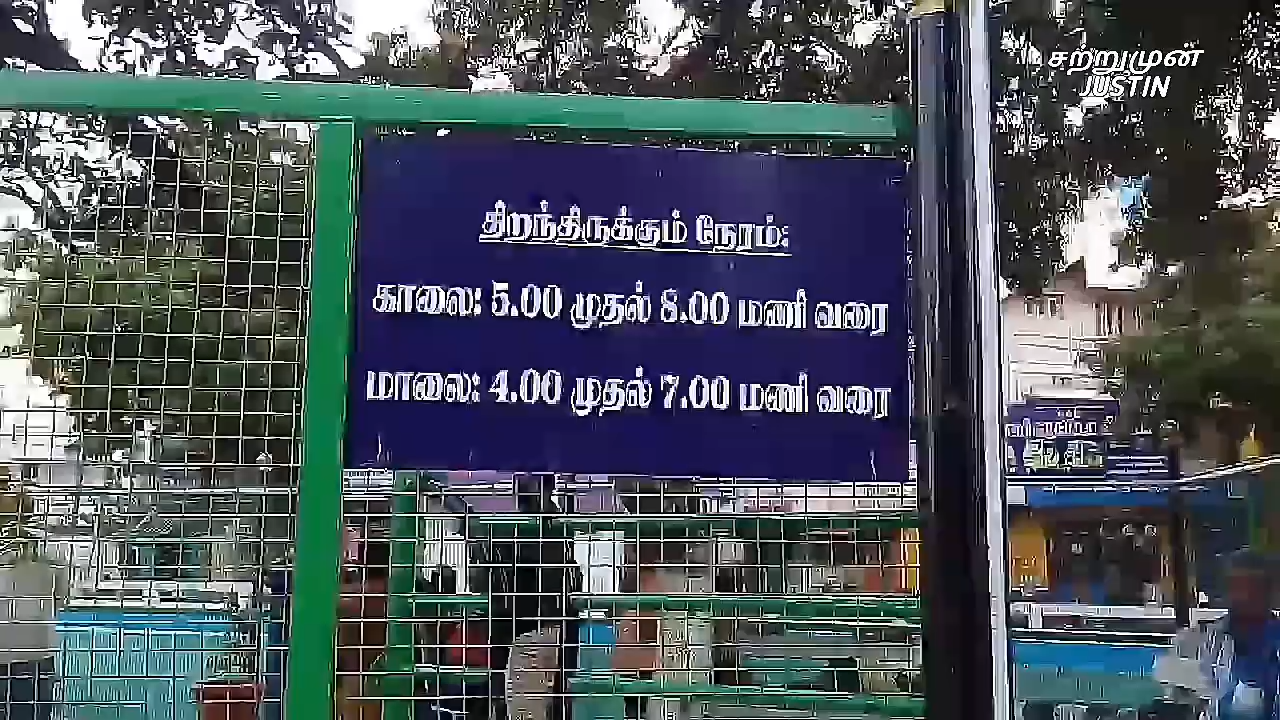 சற்றுமுன்
JUSTIN
திறந்திருக்கும் நேரம்:
காலை: 5.00 முதல் 8.00 மணி வரை
மாலை: 4.00 முதல் 7.00 மணி வரை